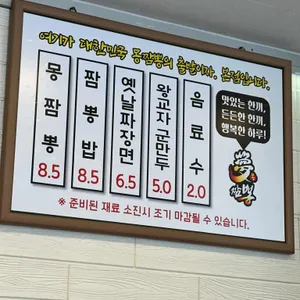 여기가 대한민국 몽짬뽕의 출발이자, 본점입니다.
몽짬뽕 8.5
짬뽕밥 8.5
옛날짜장면 6.5
왕교자군만두 5.0
음료수 2.0
맛있는 한끼,
든든한 한끼,
행복한 하루!
夢
짬뽕
※ 준비된 재료 소진시 조기 마감될 수 있습니다.